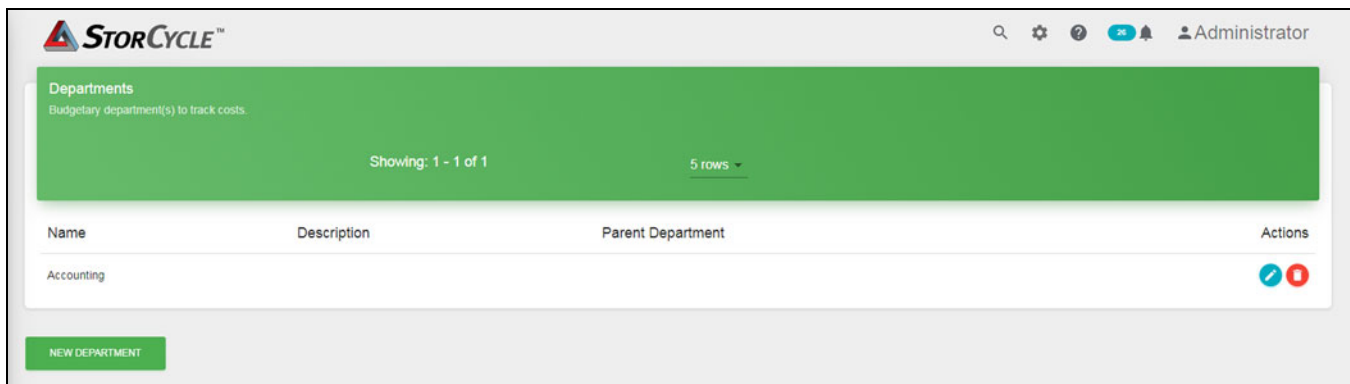 STORCYCLE™
26
Administrator
Departments
Budgetary department(s) to track costs.
Showing: 1 - 1 of 1
5 rows
Name Description Parent Department Actions
Accounting
NEW DEPARTMENT